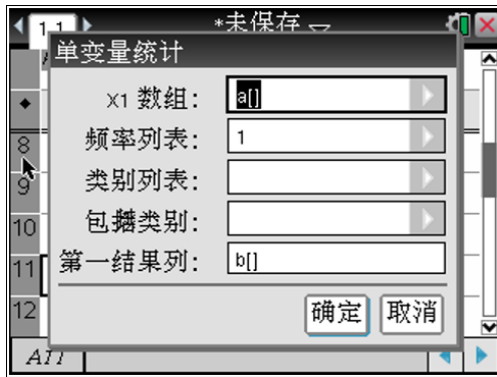 1.1 *未保存
单变量统计
X1 数组: a[]
频率列表: 1
类别列表:
包括类别:
第一结果列: b[]
确定 取消
8
9
10
11
12
A11